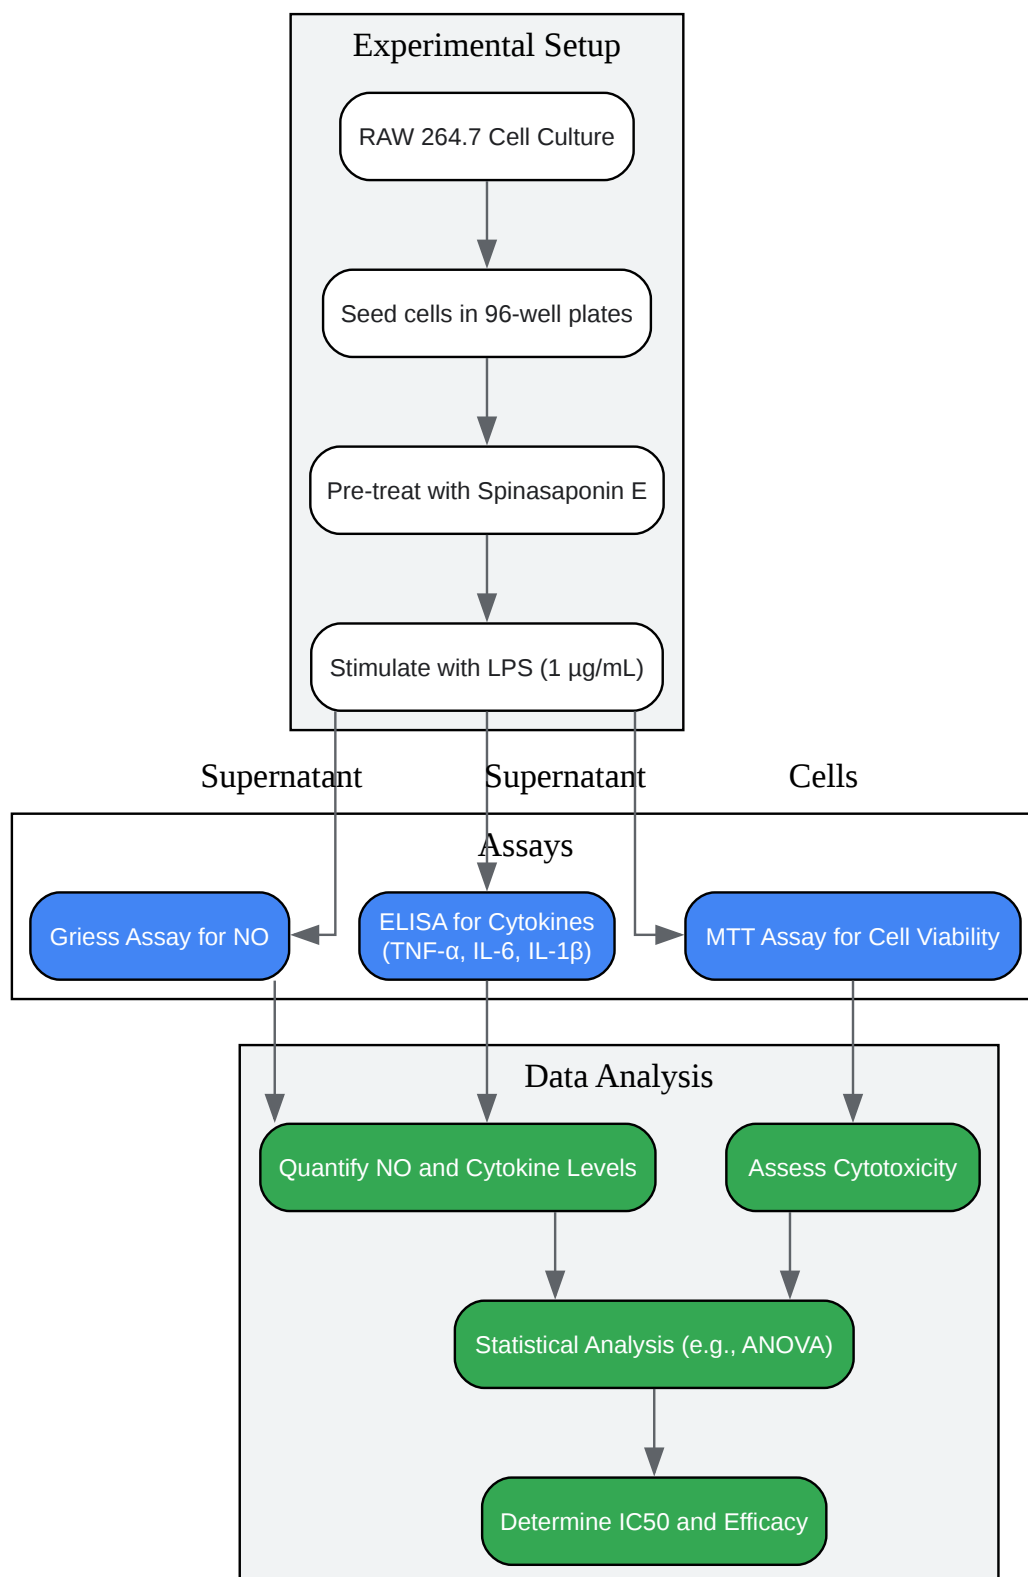 Experimental Setup
RAW 264.7 Cell Culture
Seed cells in 96-well plates
Pre-treat with Spinasaponin E
Stimulate with LPS (1 µg/mL)
Supernatant
Supernatant
Cells
Assays
Griess Assay for NO
ELISA for Cytokines
(TNF-α, IL-6, IL-1β)
MTT Assay for Cell Viability
Data Analysis
Quantify NO and Cytokine Levels
Assess Cytotoxicity
Statistical Analysis (e.g., ANOVA)
Determine IC50 and Efficacy